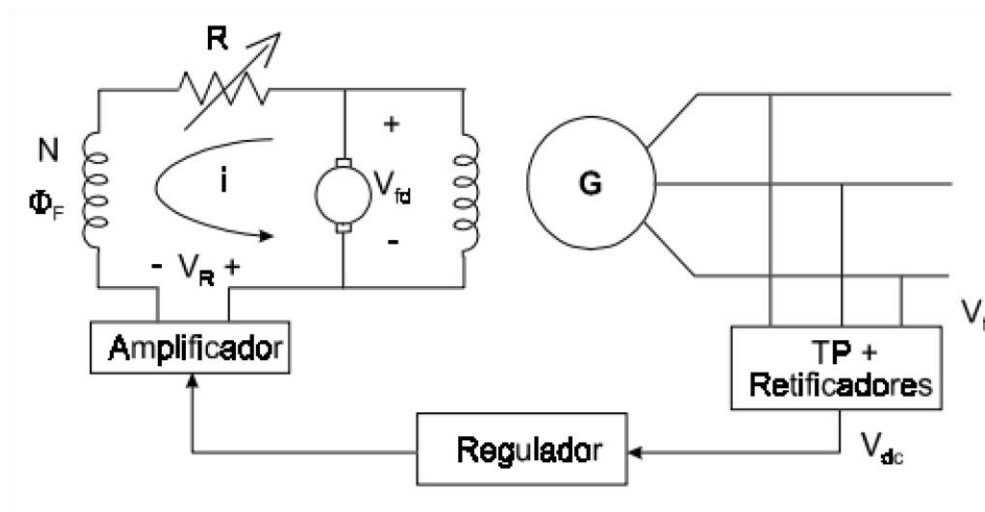 R
N
Φ_F
i
+
V_fd
-
- V_R +
Amplificador
G
V_t
TP +
Retificadores
V_dc
Regulador